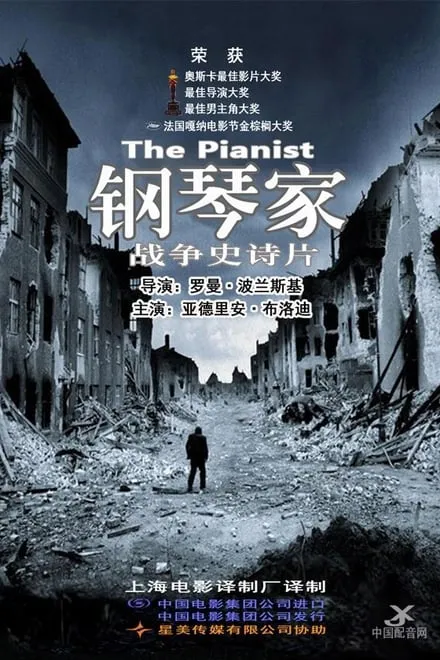 荣 获
奥斯卡最佳影片大奖
最佳导演大奖
最佳男主角大奖
法国嘎纳电影节金棕榈大奖
The Pianist
钢琴家
战争史诗片
导演：罗曼·波兰斯基
主演：亚德里安·布洛迪
上海电影译制厂译制
中国电影集团公司进口
中国电影集团公司发行
星美传媒有限公司协助
中国配音网